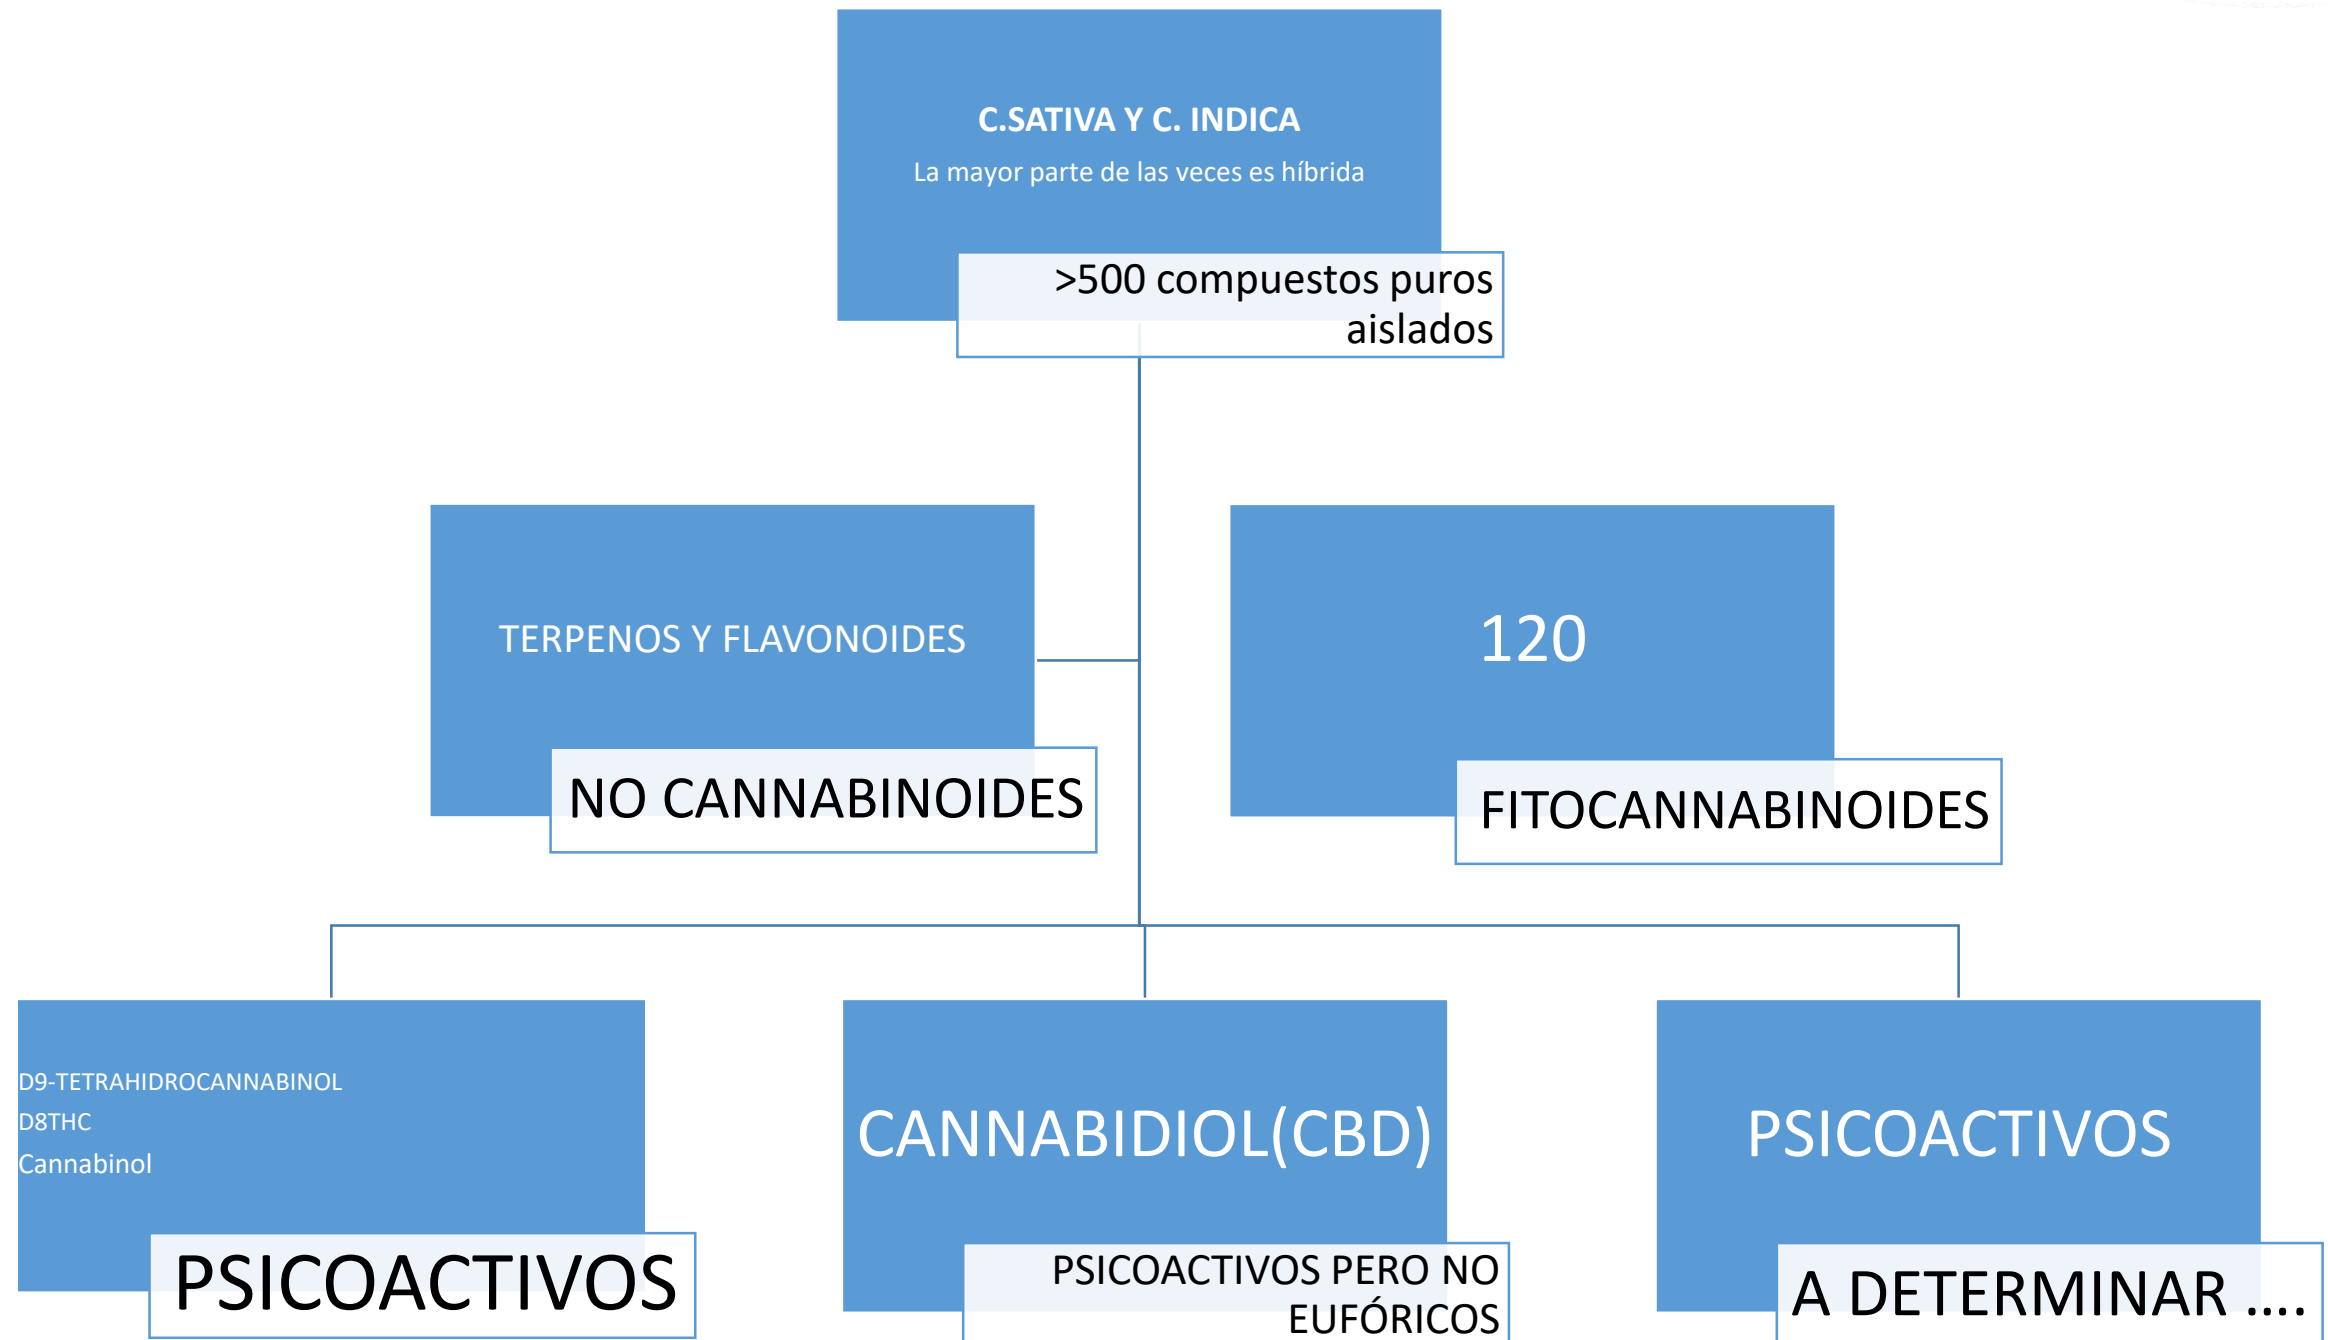 C.SATIVA Y C. INDICA
La mayor parte de las veces es híbrida
>500 compuestos puros
aislados
TERPENOS Y FLAVONOIDES
NO CANNABINOIDES
120
FITOCANNABINOIDES
D9-TETRAHIDROCANNABINOL
D8THC
Cannabinol
PSICOACTIVOS
CANNABIDIOL(CBD)
PSICOACTIVOS PERO NO
EUFÓRICOS
PSICOACTIVOS
A DETERMINAR ....